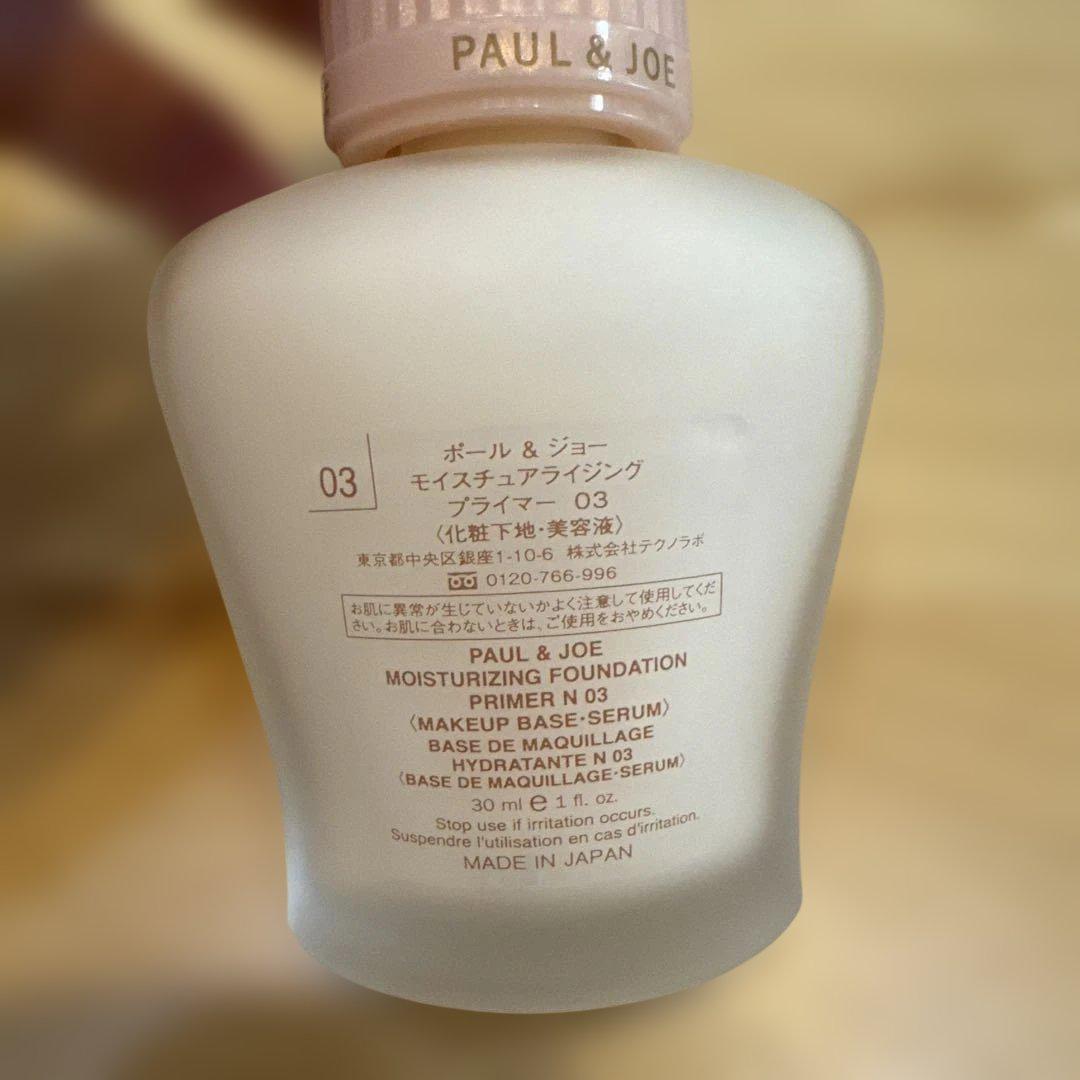 PAUL & JOE
03
ポール & ジョー
モイスチュアライジング
プライマー 03
〈化粧下地・美容液〉
東京都中央区銀座1-10-6 株式会社テクノラボ
0120-766-996
お肌に異常が生じていないかよく注意して使用してくだ
さい。お肌に合わないときは、ご使用をおやめください。
PAUL & JOE
MOISTURIZING FOUNDATION
PRIMER N 03
〈MAKEUP BASE・SERUM〉
BASE DE MAQUILLAGE
HYDRATANTE N 03
〈BASE DE MAQUILLAGE・SERUM〉
30 ml ℮ 1 fl. oz.
Stop use if irritation occurs.
Suspendre l'utilisation en cas d'irritation.
MADE IN JAPAN